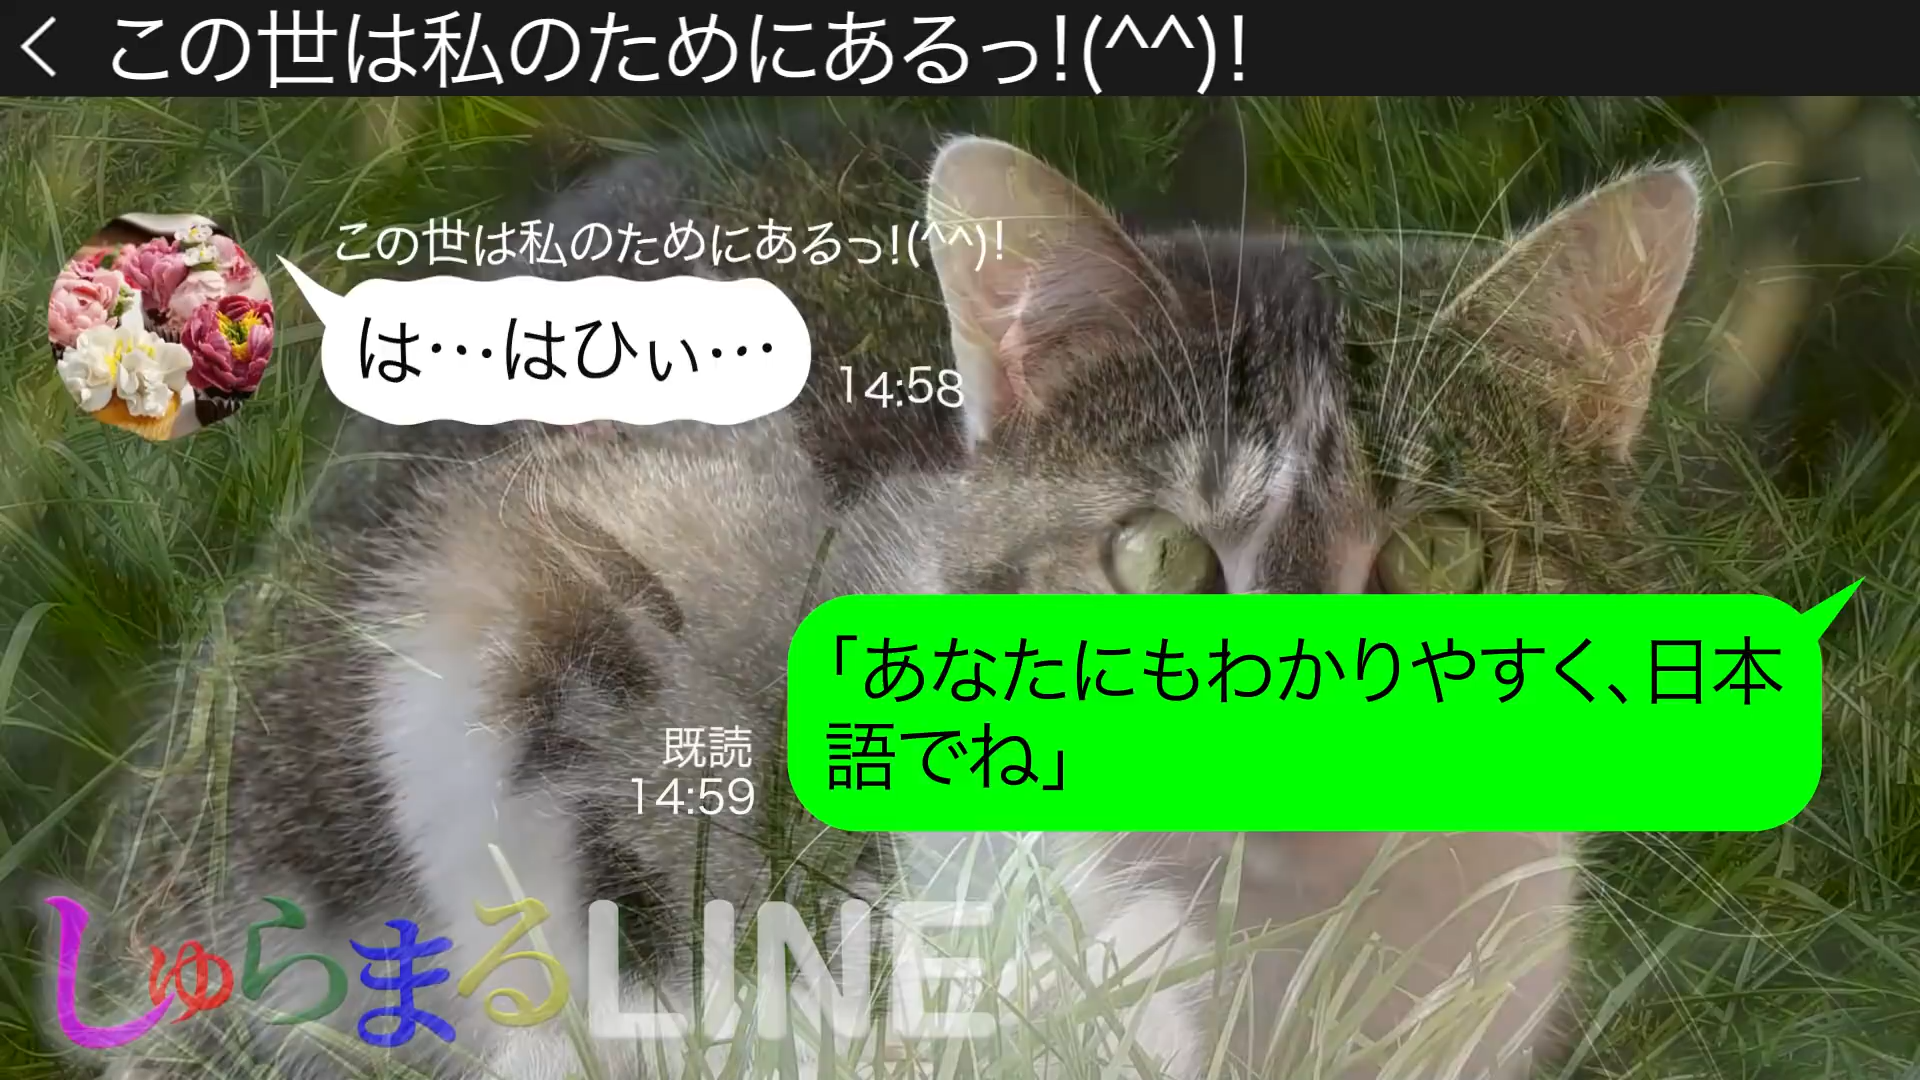 この世は私のためにあるっ!(^^)!
この世は私のためにあるっ!(^^)!
は…はひぃ…
14:58
「あなたにもわかりやすく、日本
語でね」
既読
14:59
しゅらまるLINE